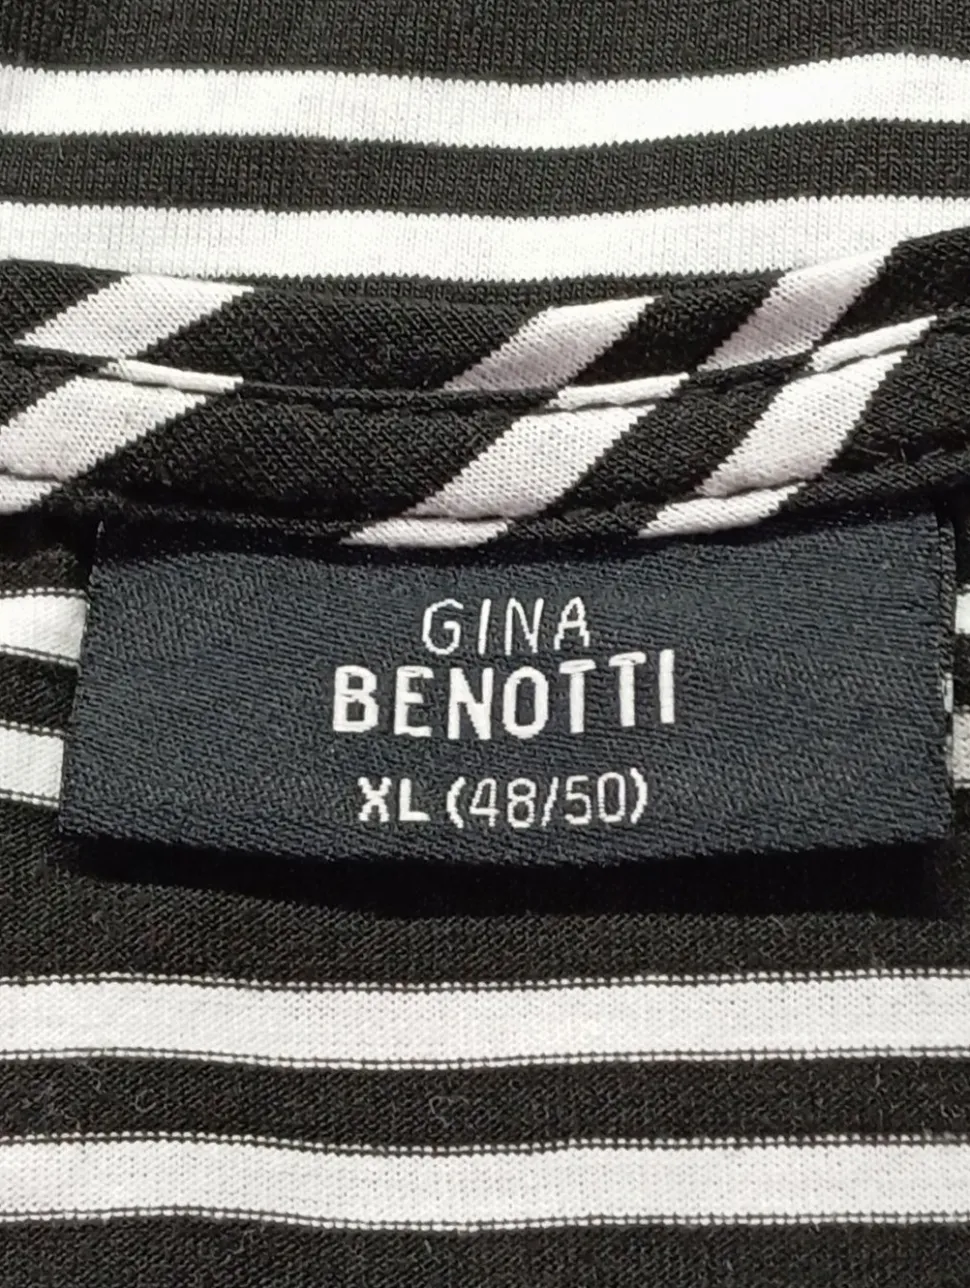 GINA
BENOTTI
XL (48/50)